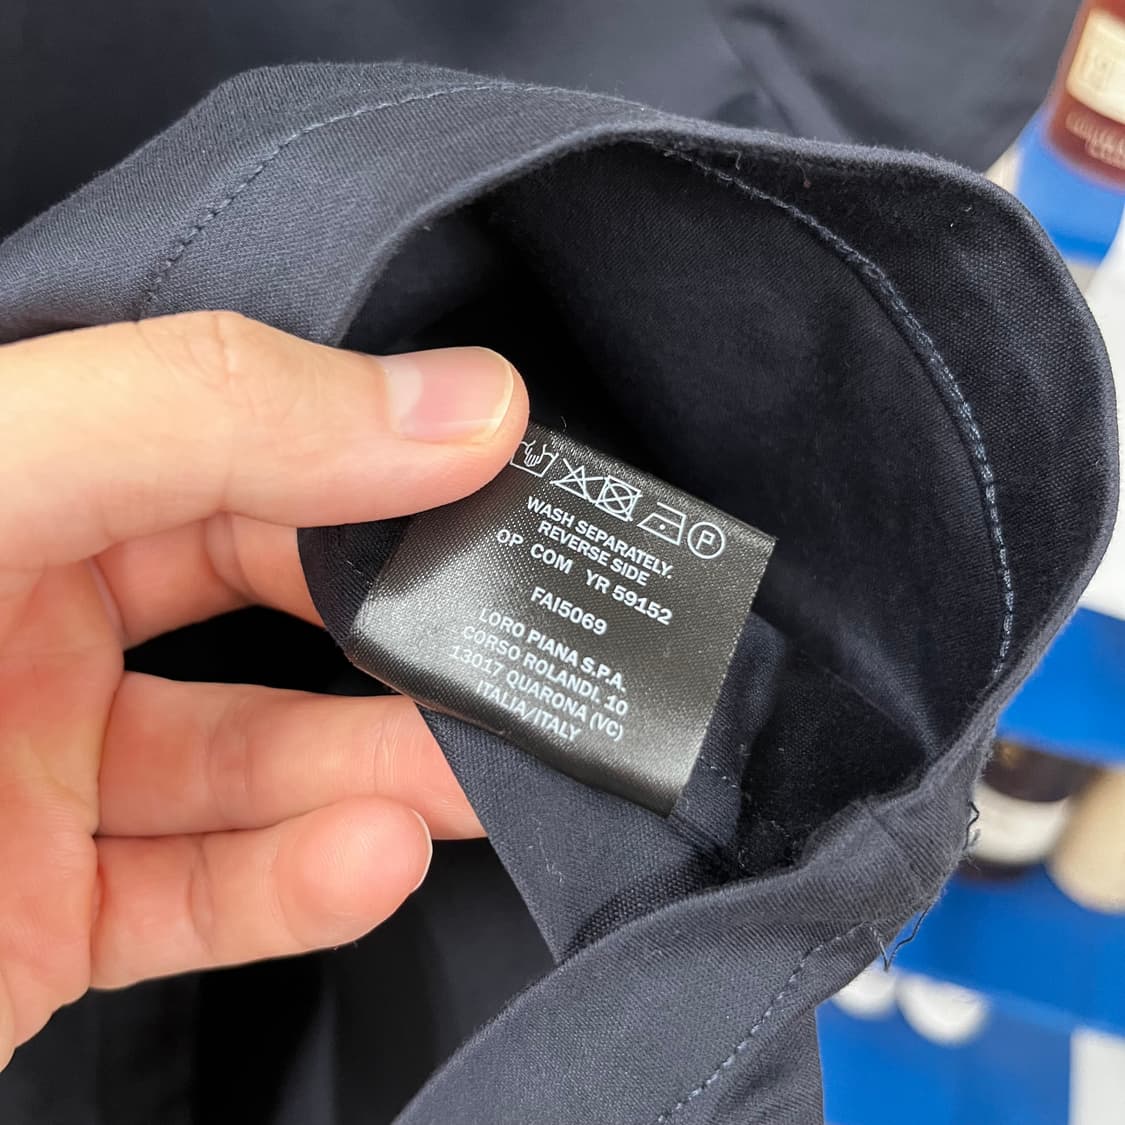 P
WASH SEPARATELY.
REVERSE SIDE
OP COM YR 59152
FAI5069
LORO PIANA S.P.A.
CORSO ROLANDI, 10
13017 QUARONA (VC)
ITALIA/ITALY